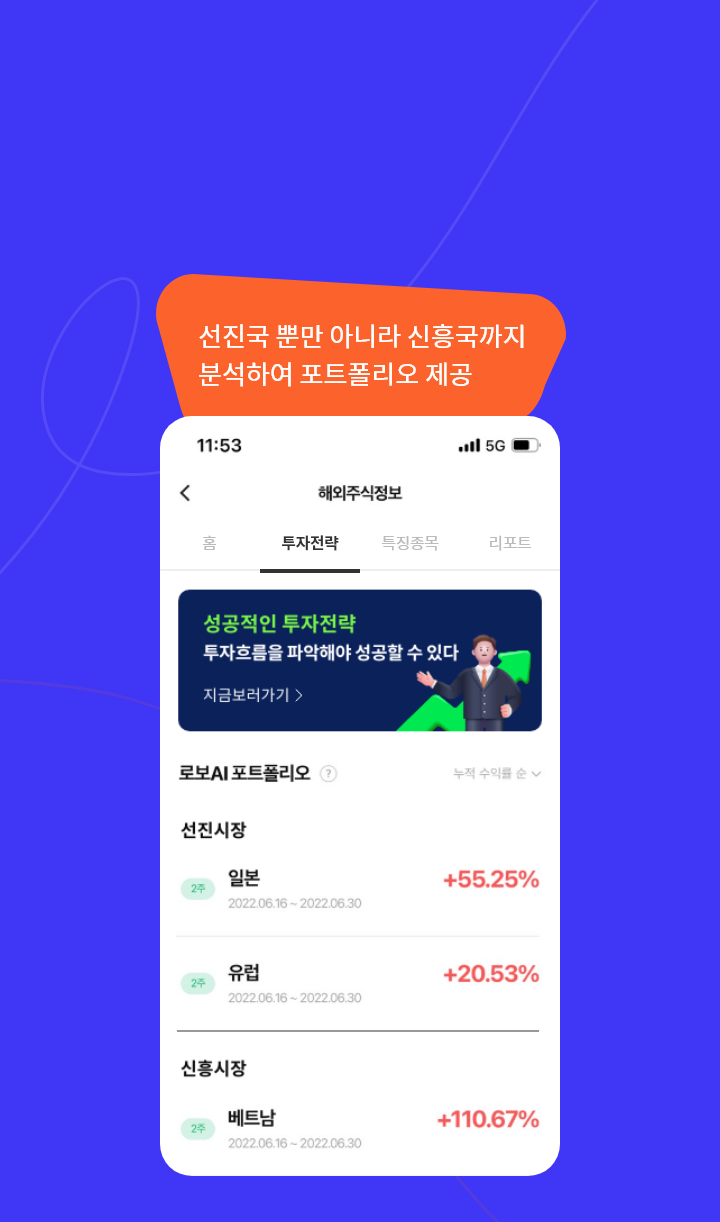 선진국 뿐만 아니라 신흥국까지
분석하여 포트폴리오 제공
11:53 5G
해외주식정보
홈 투자전략 특징종목 리포트
성공적인 투자전략
투자흐름을 파악해야 성공할 수 있다
지금보러가기 >
로보AI 포트폴리오 ? 누적 수익률 순
선진시장
2주 일본 +55.25%
2022.06.16 ~ 2022.06.30
2주 유럽 +20.53%
2022.06.16 ~ 2022.06.30
신흥시장
2주 베트남 +110.67%
2022.06.16 ~ 2022.06.30